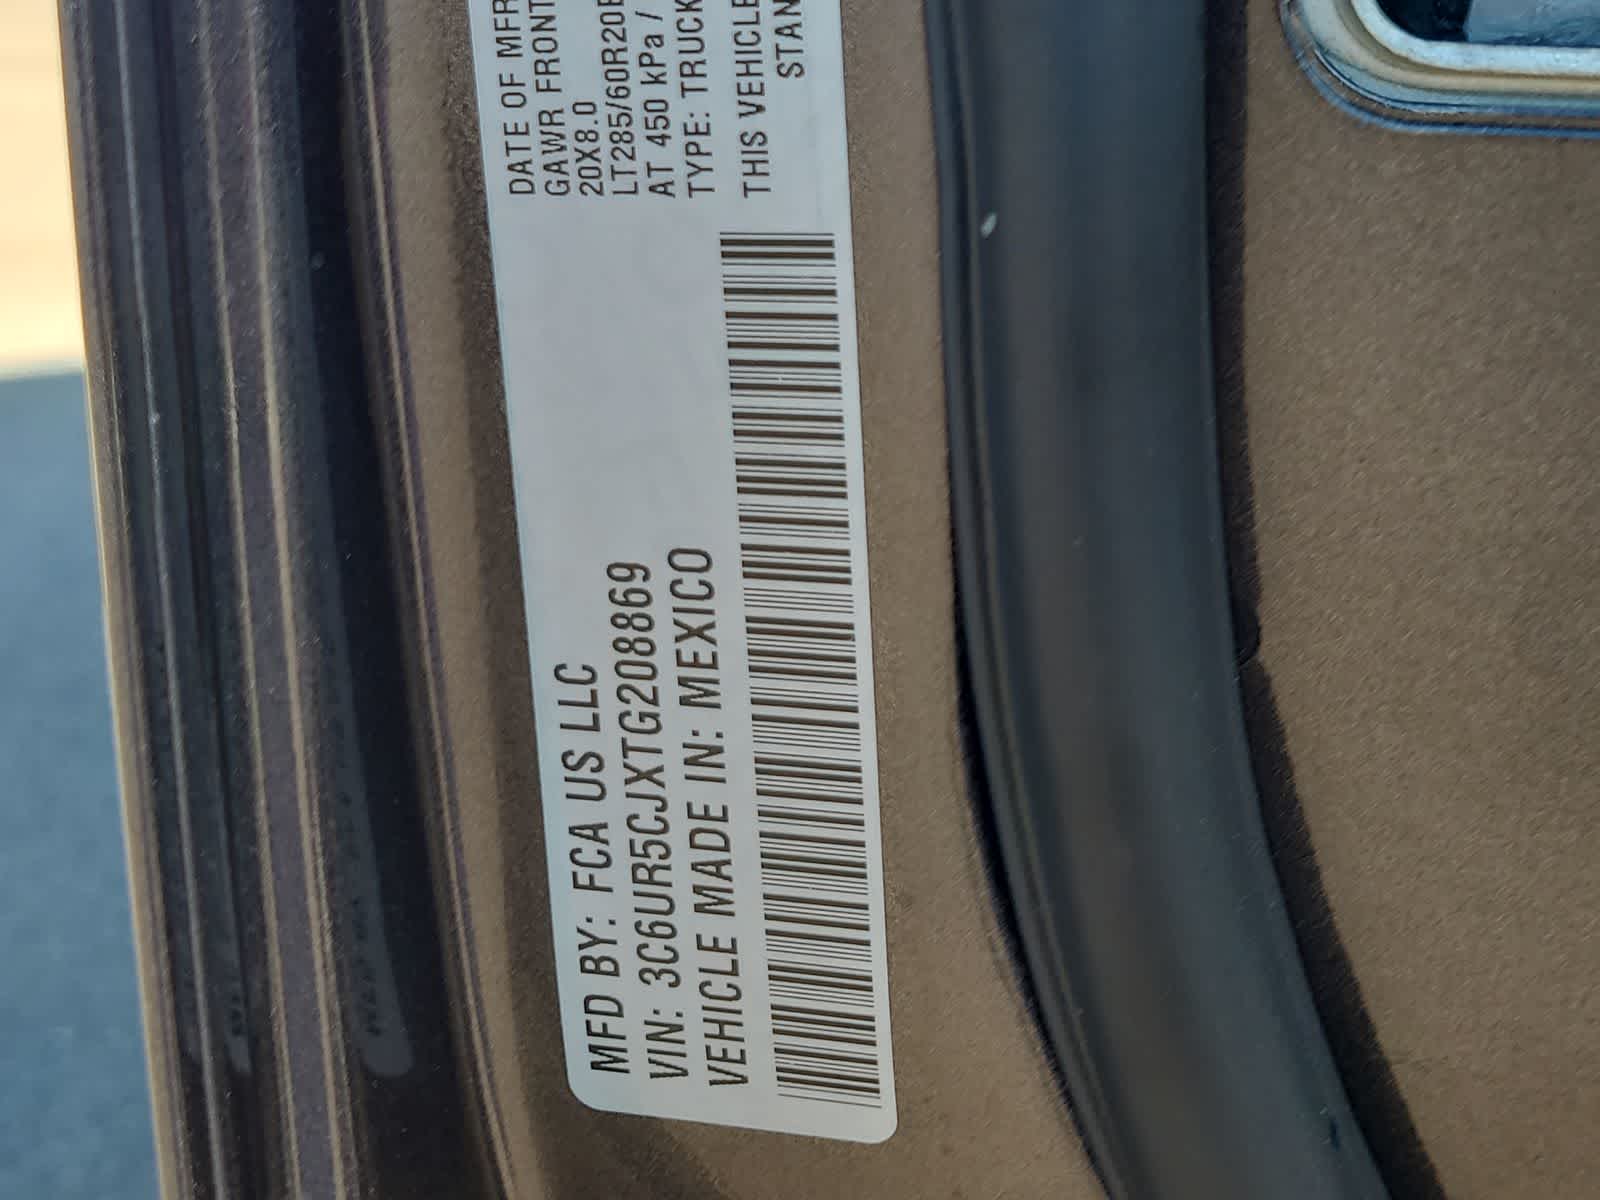 MFD BY: FCA US LLC
VIN: 3C6UR5CJXTG208869
VEHICLE MADE IN: MEXICO
DATE OF MFR
GAWR FRONT
20X8.0
LT285/60R20E
AT 450 kPa /
TYPE: TRUCK
THIS VEHICLE
STAN